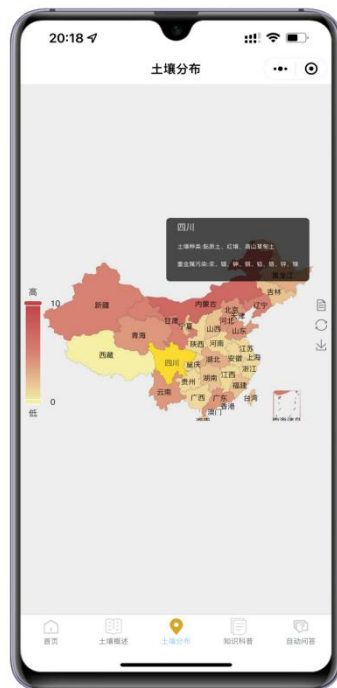 20:18
土壤分布
四川
土壤种类:黏质土、红壤、高山草甸土
重金属污染:汞、镉、砷、铜、铅、铬、锌、镍
黑龙江
吉林
高
10
新疆
内蒙古
辽宁
北京
天津
河北
甘肃
宁夏
山西
山东
青海
陕西
河南
江苏
西藏
四川
重庆
湖北
安徽
上海
浙江
湖南
江西
贵州
福建
云南
广西
广东
台湾
香港
澳门
0
低
首页
土壤概述
土壤分布
知识科普
自动问答